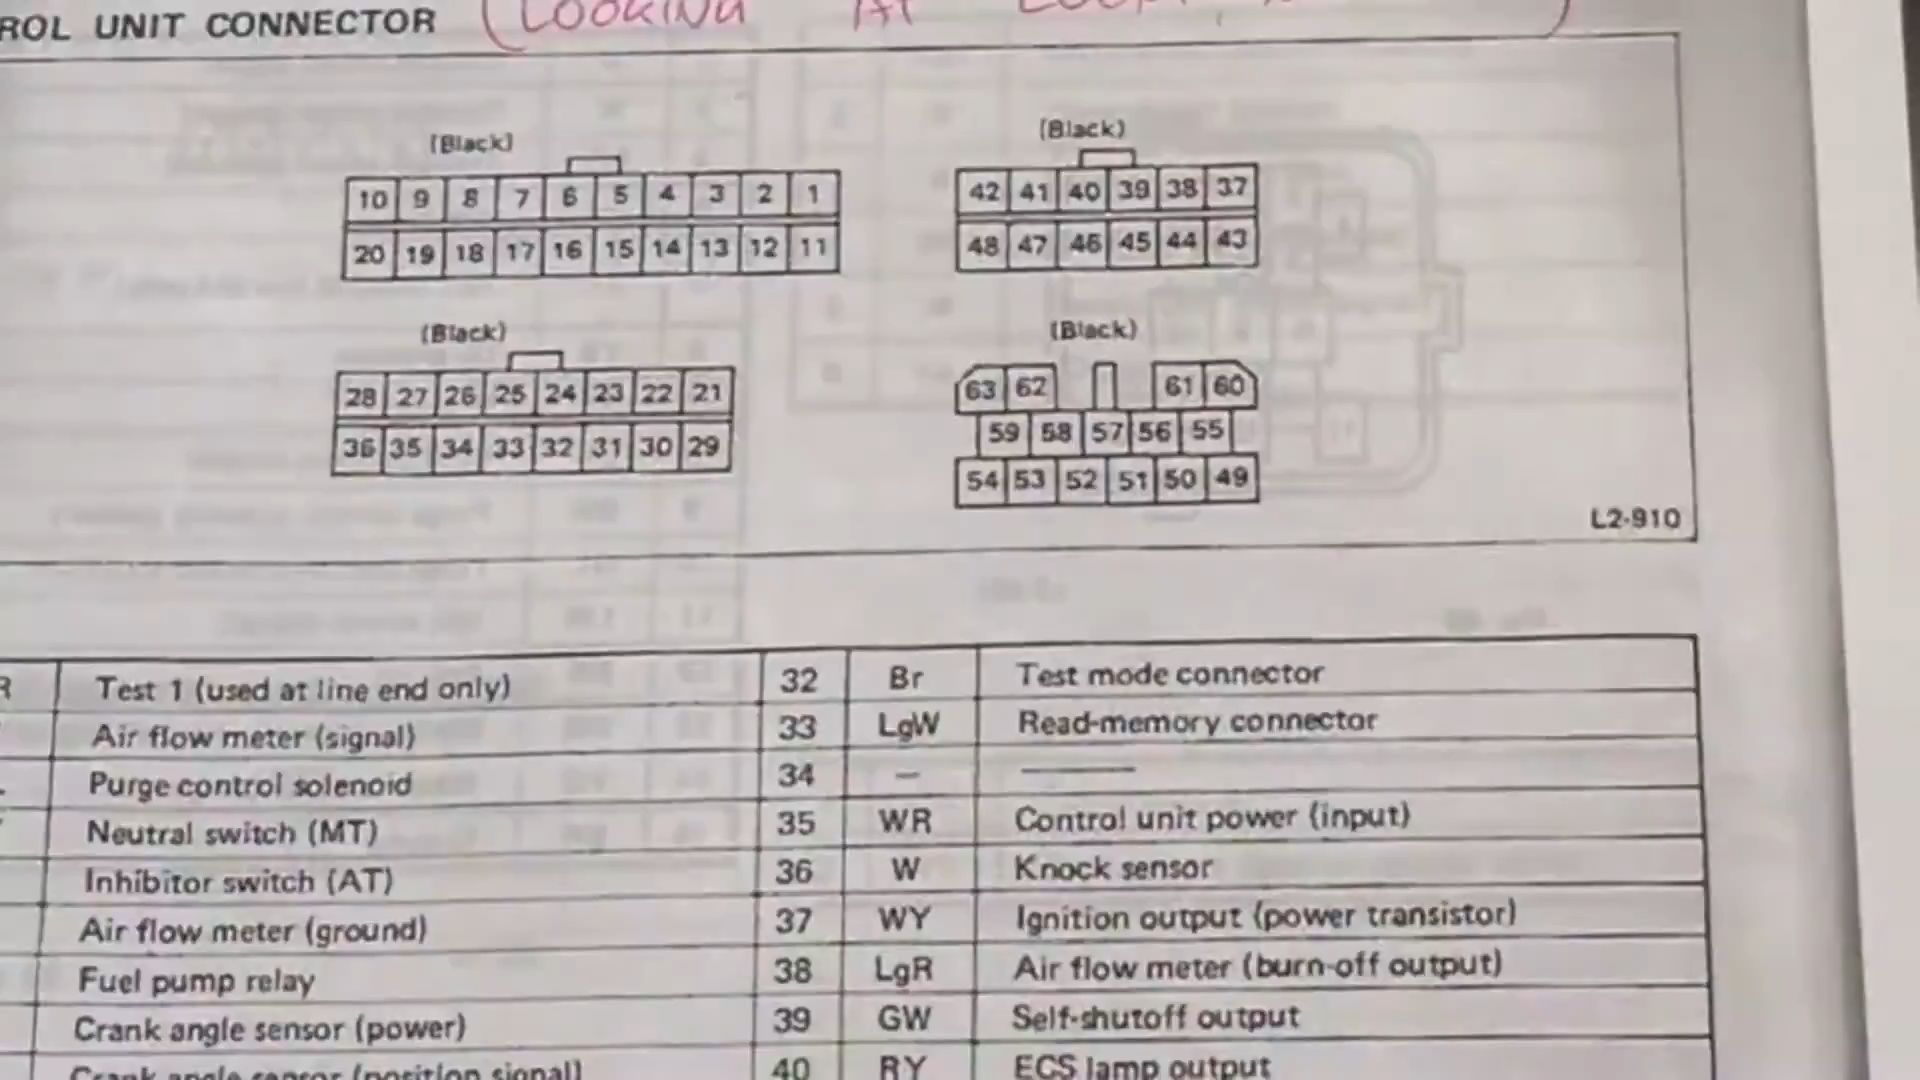 ROL UNIT CONNECTOR (LOOKING AT
(Black) (Black)
10 9 8 7 6 5 4 3 2 1
20 19 18 17 16 15 14 13 12 11
42 41 40 39 38 37
48 47 46 45 44 43
(Black) (Black)
28 27 26 25 24 23 22 21
36 35 34 33 32 31 30 29
63 62 61 60
59 58 57 56 55
54 53 52 51 50 49
L2-910
R Test 1 (used at line end only) 32 Br Test mode connector
Air flow meter (signal) 33 LgW Read-memory connector
Purge control solenoid 34 — ———
Neutral switch (MT) 35 WR Control unit power (input)
Inhibitor switch (AT) 36 W Knock sensor
Air flow meter (ground) 37 WY Ignition output (power transistor)
Fuel pump relay 38 LgR Air flow meter (burn-off output)
Crank angle sensor (power) 39 GW Self-shutoff output
Crank angle sensor (position signal) 40 RY ECS lamp output